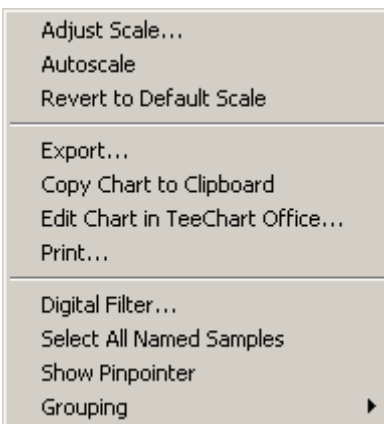 Adjust Scale...
Autoscale
Revert to Default Scale
Export...
Copy Chart to Clipboard
Edit Chart in TeeChart Office...
Print...
Digital Filter...
Select All Named Samples
Show Pinpointer
Grouping